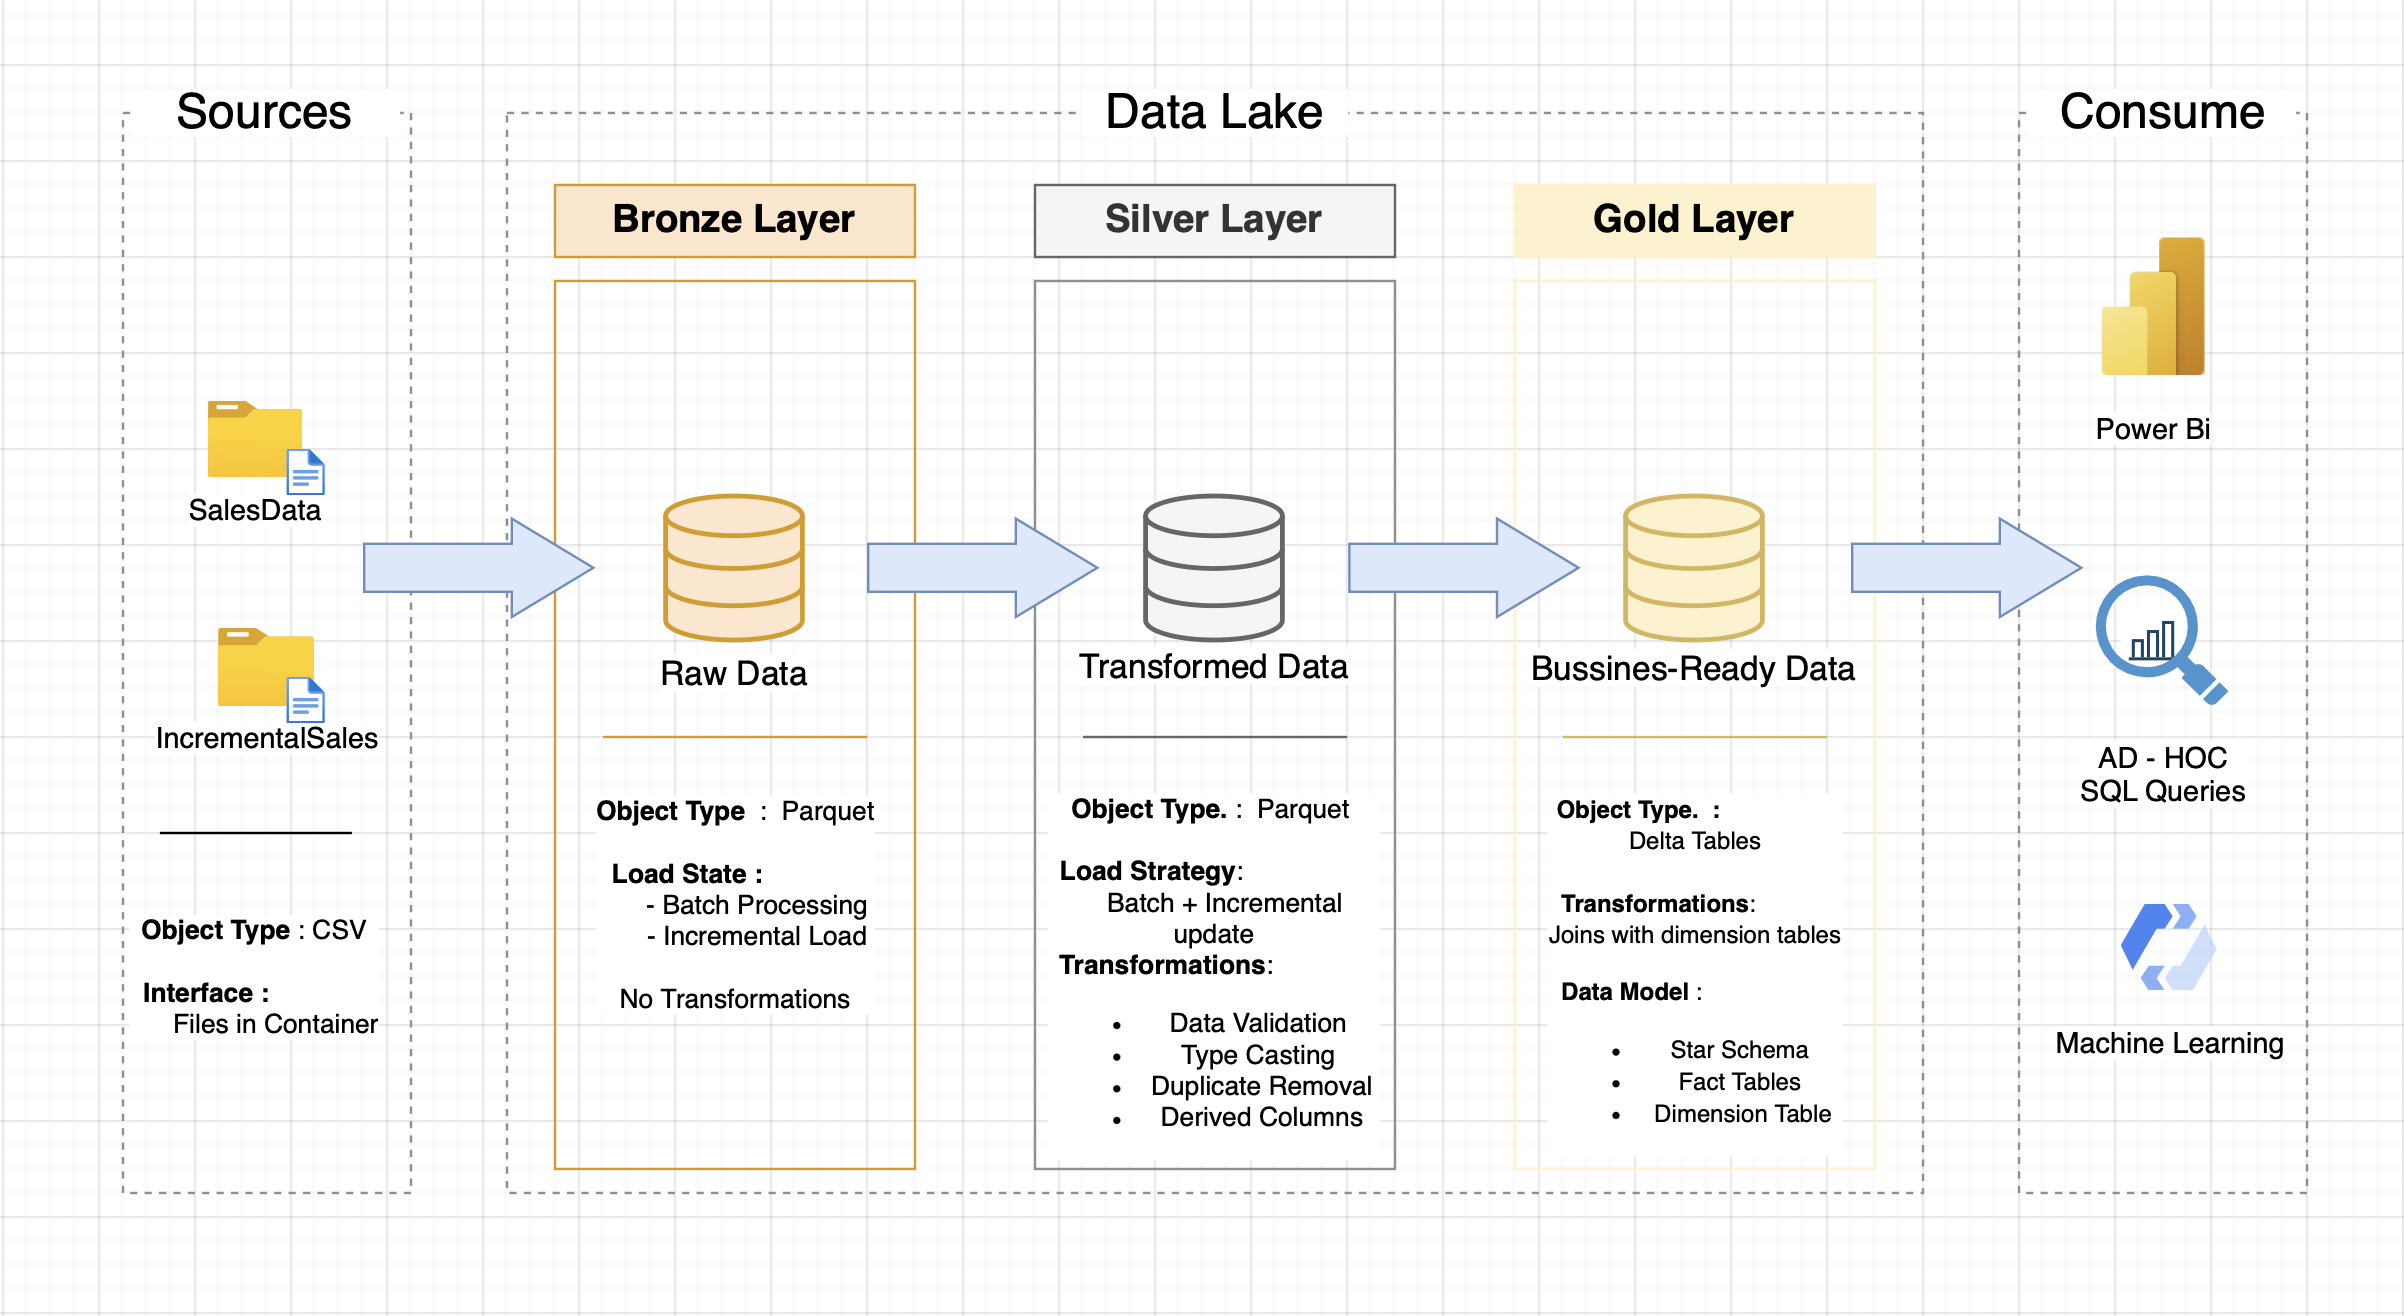 Sources
SalesData
IncrementalSales
Object Type : CSV
Interface :
Files in Container
Data Lake
Bronze Layer
Raw Data
Object Type : Parquet
Load State :
- Batch Processing
- Incremental Load
No Transformations
Silver Layer
Transformed Data
Object Type. : Parquet
Load Strategy:
Batch + Incremental
update
Transformations:
• Data Validation
• Type Casting
• Duplicate Removal
• Derived Columns
Gold Layer
Bussines-Ready Data
Object Type. :
Delta Tables
Transformations:
Joins with dimension tables
Data Model :
• Star Schema
• Fact Tables
• Dimension Table
Consume
Power Bi
AD - HOC
SQL Queries
Machine Learning